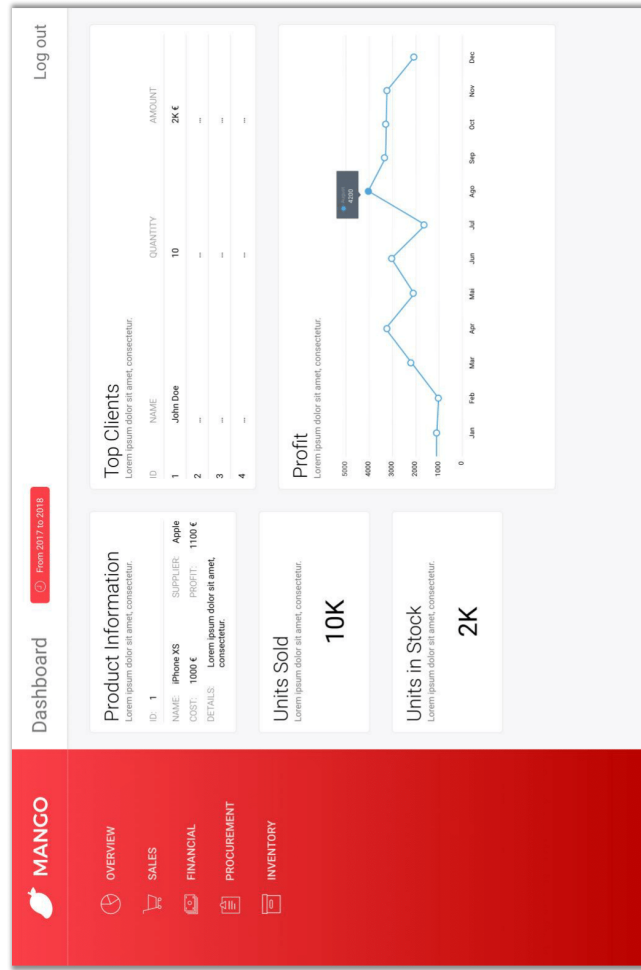 MANGO
OVERVIEW
SALES
FINANCIAL
PROCUREMENT
INVENTORY
Dashboard
From 2017 to 2018
Log out
Product Information
Lorem ipsum dolor sit amet, consectetur.
ID: 1
NAME: iPhone XS SUPPLIER: Apple
COST: 1000 € PROFIT: 1100 €
DETAILS: Lorem ipsum dolor sit amet,
consectetur.
Units Sold
Lorem ipsum dolor sit amet, consectetur.
10K
Units in Stock
Lorem ipsum dolor sit amet, consectetur.
2K
Top Clients
Lorem ipsum dolor sit amet, consectetur.
ID NAME QUANTITY AMOUNT
1 John Doe 10 2K €
2 ... ... ...
3 ... ... ...
4 ... ... ...
Profit
Lorem ipsum dolor sit amet, consectetur.
5000
4000
3000
2000
1000
0
August
4200
Jan Feb Mar Apr Mai Jun Jul Ago Sep Oct Nov Dec